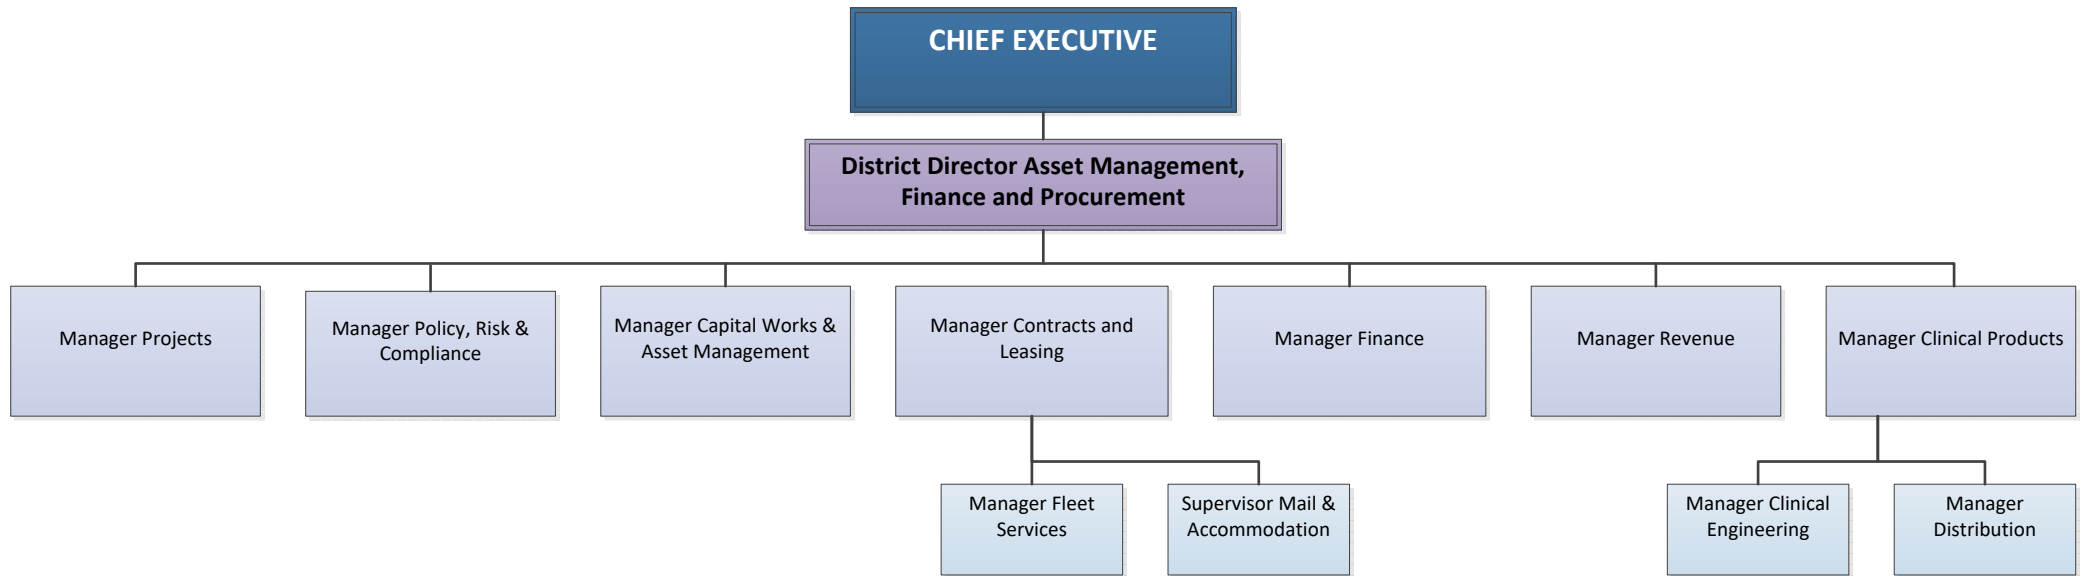 CHIEF EXECUTIVE
District Director Asset Management,
Finance and Procurement
Manager Projects
Manager Policy, Risk &
Compliance
Manager Capital Works &
Asset Management
Manager Contracts and
Leasing
Manager Finance
Manager Revenue
Manager Clinical Products
Manager Fleet
Services
Supervisor Mail &
Accommodation
Manager Clinical
Engineering
Manager
Distribution